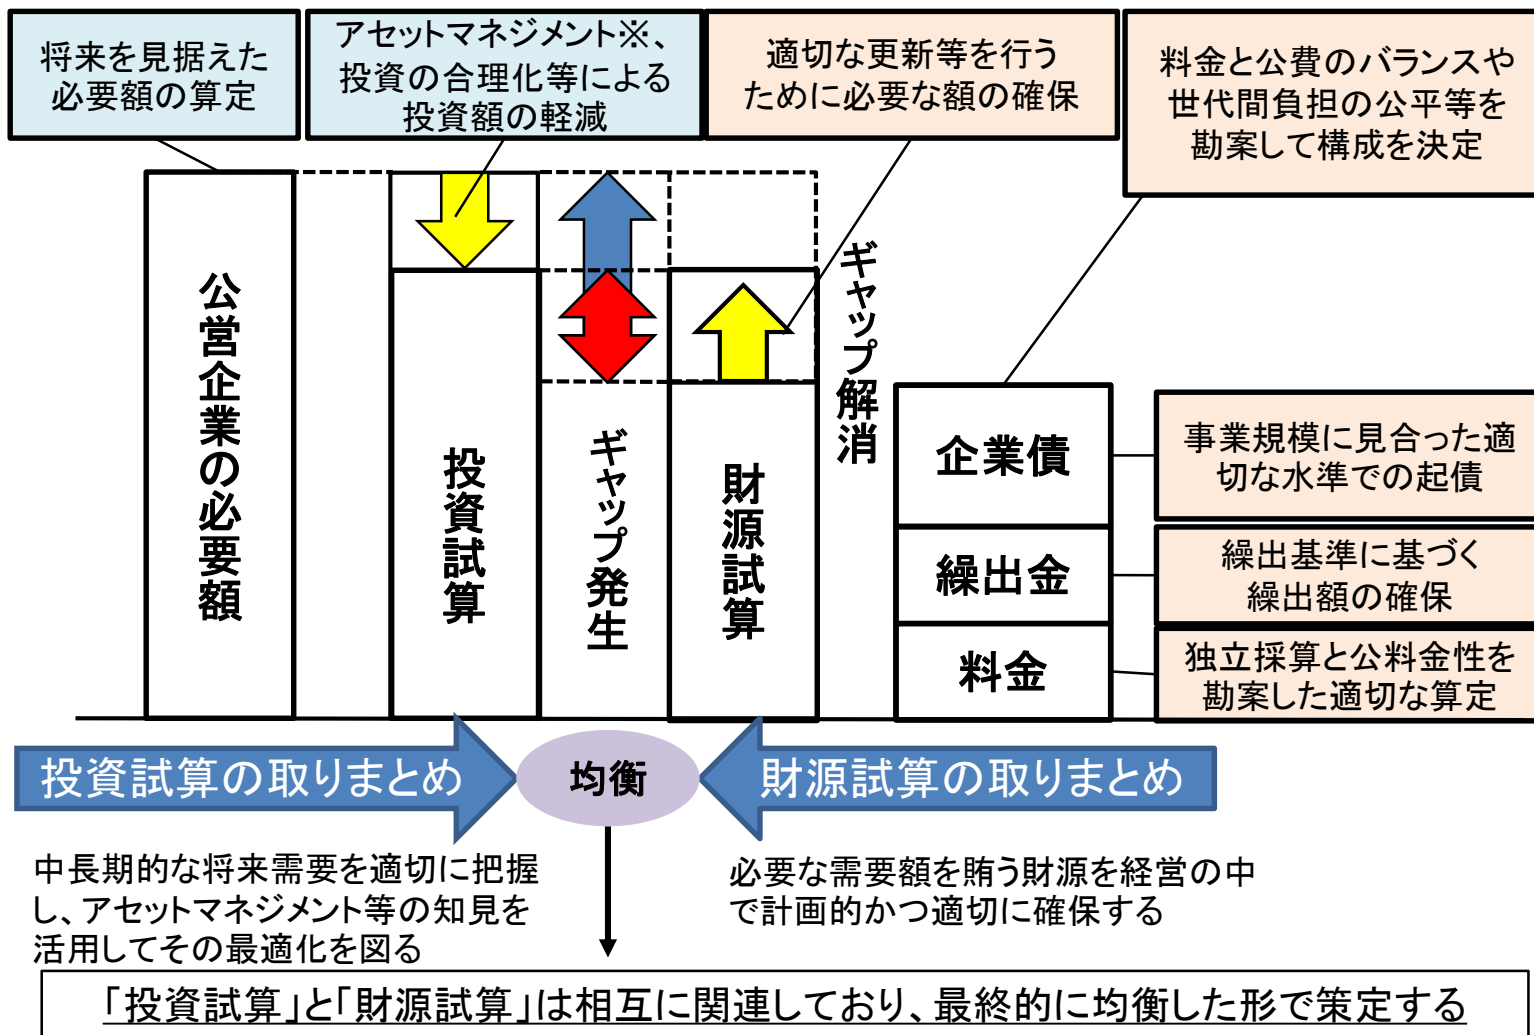 将来を見据えた
必要額の算定
アセットマネジメント※、
投資の合理化等による
投資額の軽減
適切な更新等を行う
ために必要な額の確保
料金と公費のバランスや
世代間負担の公平等を
勘案して構成を決定
公営企業の必要額
投資試算
ギャップ発生
財源試算
ギャップ解消
企業債
事業規模に見合った適
切な水準での起債
繰出金
繰出基準に基づく
繰出額の確保
料金
独立採算と公料金性を
勘案した適切な算定
投資試算の取りまとめ
均衡
財源試算の取りまとめ
中長期的な将来需要を適切に把握
し、アセットマネジメント等の知見を
活用してその最適化を図る
必要な需要額を賄う財源を経営の中
で計画的かつ適切に確保する
「投資試算」と「財源試算」は相互に関連しており、最終的に均衡した形で策定する